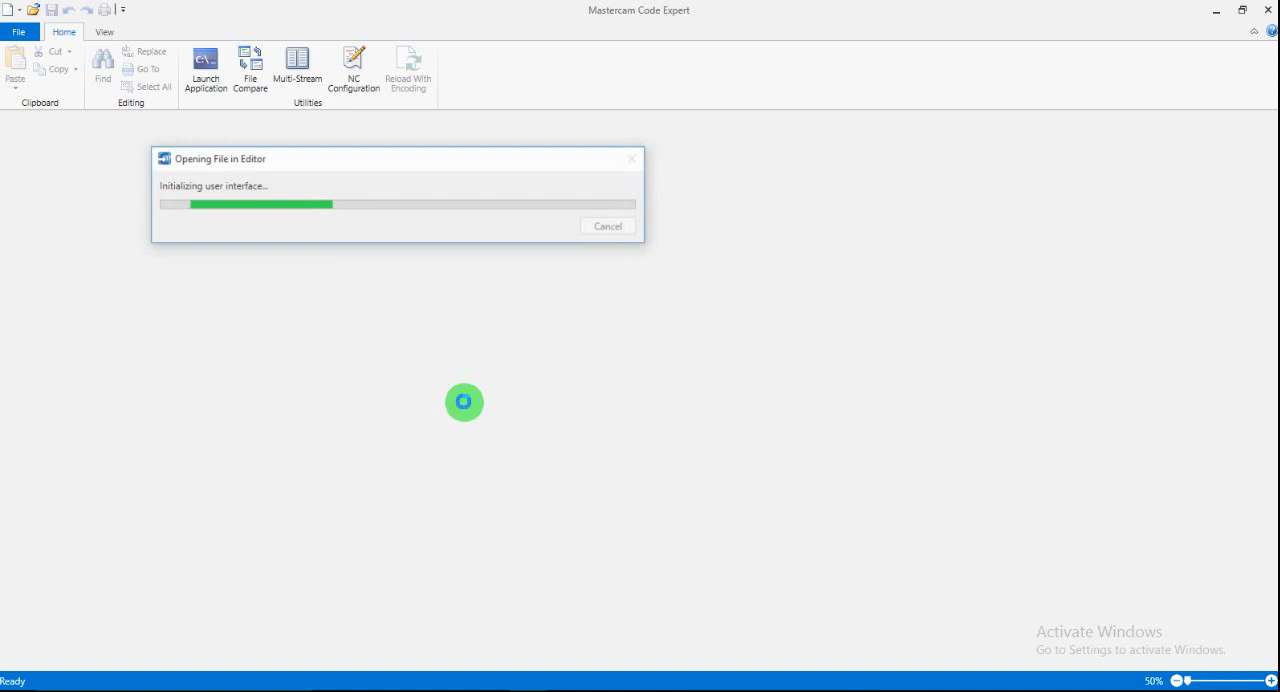 Mastercam Code Expert
File Home View
Paste
Cut
Copy
Clipboard
Find
Replace
Go To
Select All
Editing
Launch
Application
File
Compare
Multi-Stream
NC
Configuration
Reload With
Encoding
Utilities
Opening File in Editor
Initializing user interface...
Cancel
Activate Windows
Go to Settings to activate Windows.
Ready 50%